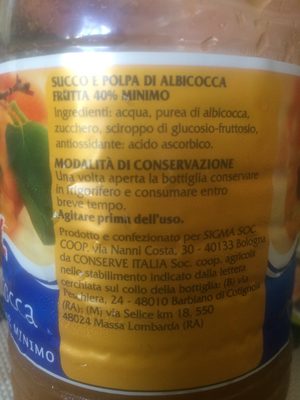 SUCCO E POLPA DI ALBICOCCA
FRUTTA 40% MINIMO
Ingredienti: acqua, purea di albicocca,
zucchero, sciroppo di glucosio-fruttosio,
antiossidante: acido ascorbico.
MODALITÀ DI CONSERVAZIONE
Una volta aperta la bottiglia conservare
in frigorifero e consumare entro
breve tempo.
Agitare prima dell'uso.
Prodotto e confezionato per SIGMA SOC.
COOP. via Nanni Costa, 30 - 40133 Bologna
da CONSERVE ITALIA Soc. coop. agricola
nello stabilimento indicato dalla lettera
cerchiata sul collo della bottiglia: (B) via
Peschiera, 24 - 48010 Barbiano di Cotignola
(RA); (M) via Selice km 18, 550
48024 Massa Lombarda (RA)
occa
MINIMO